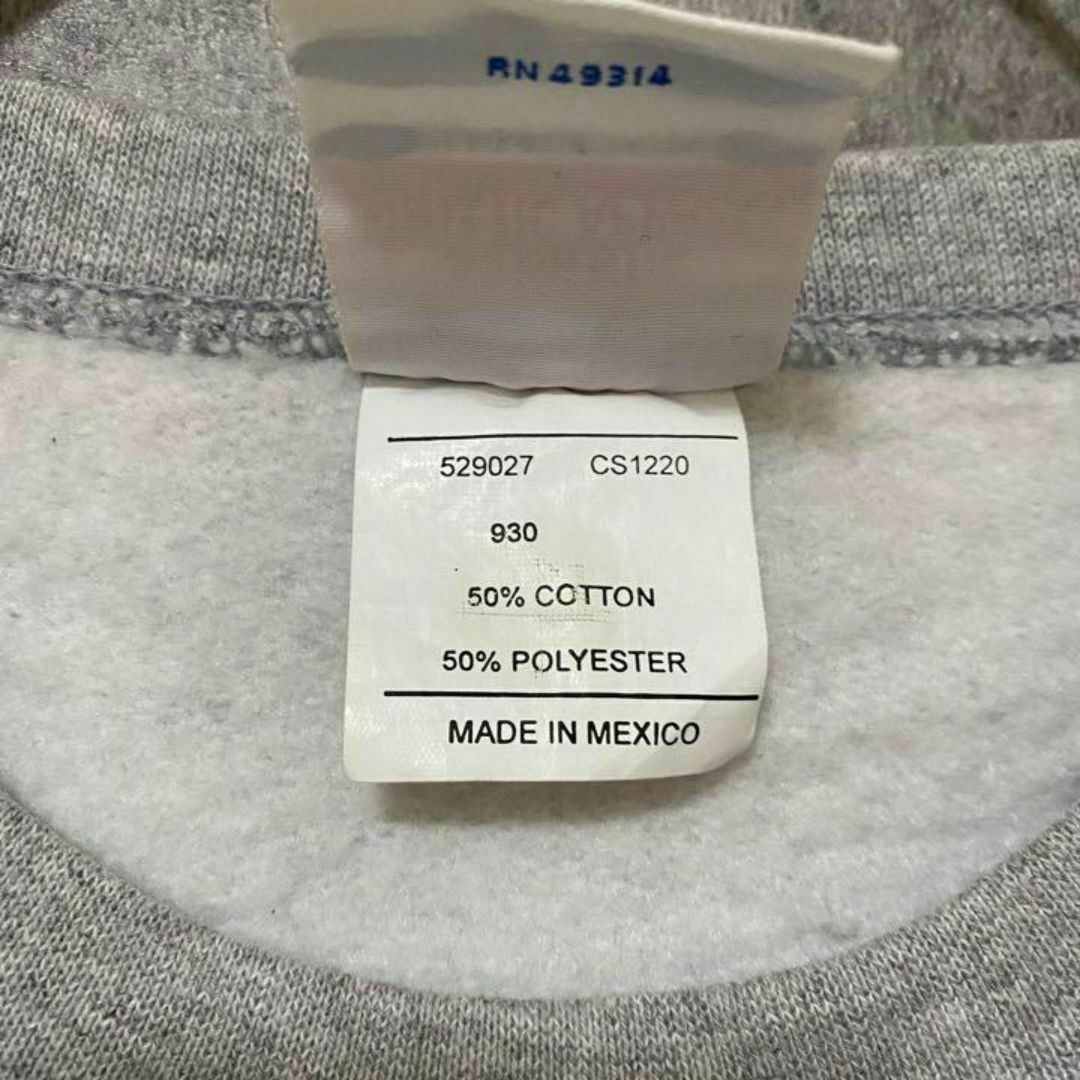 RN 49314
529027 CS1220
930
50% COTTON
50% POLYESTER
MADE IN MEXICO